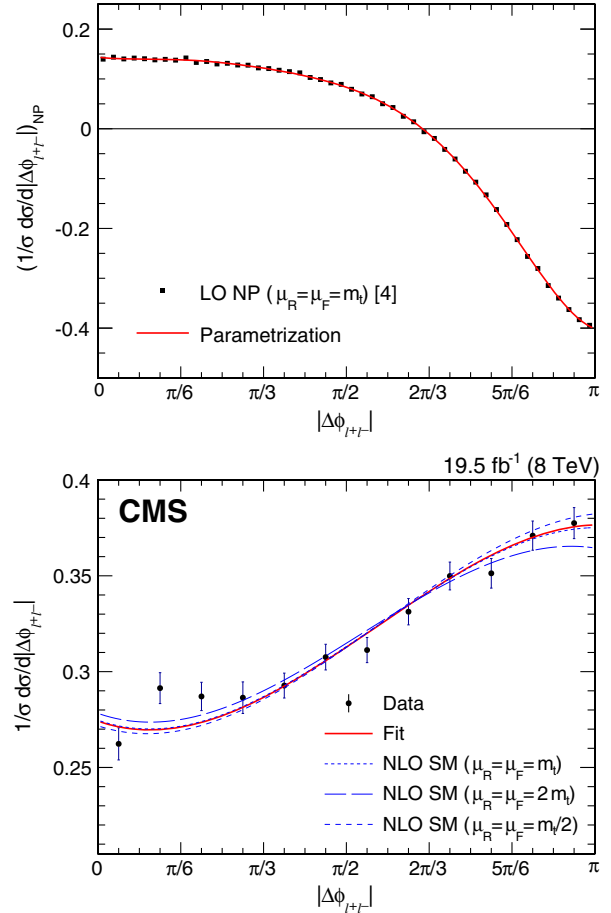 (1/σ dσ/d|Δϕ_{l+l−}|)_{NP}
0.2
0
-0.2
-0.4
LO NP (μ_R=μ_F=m_t) [4]
Parametrization
0 π/6 π/3 π/2 2π/3 5π/6 π
|Δϕ_{l+l−}|
19.5 fb⁻¹ (8 TeV)
CMS
1/σ dσ/d|Δϕ_{l+l−}|
0.4
0.35
0.3
0.25
Data
Fit
NLO SM (μ_R=μ_F=m_t)
NLO SM (μ_R=μ_F=2m_t)
NLO SM (μ_R=μ_F=m_t/2)
0 π/6 π/3 π/2 2π/3 5π/6 π
|Δϕ_{l+l−}|